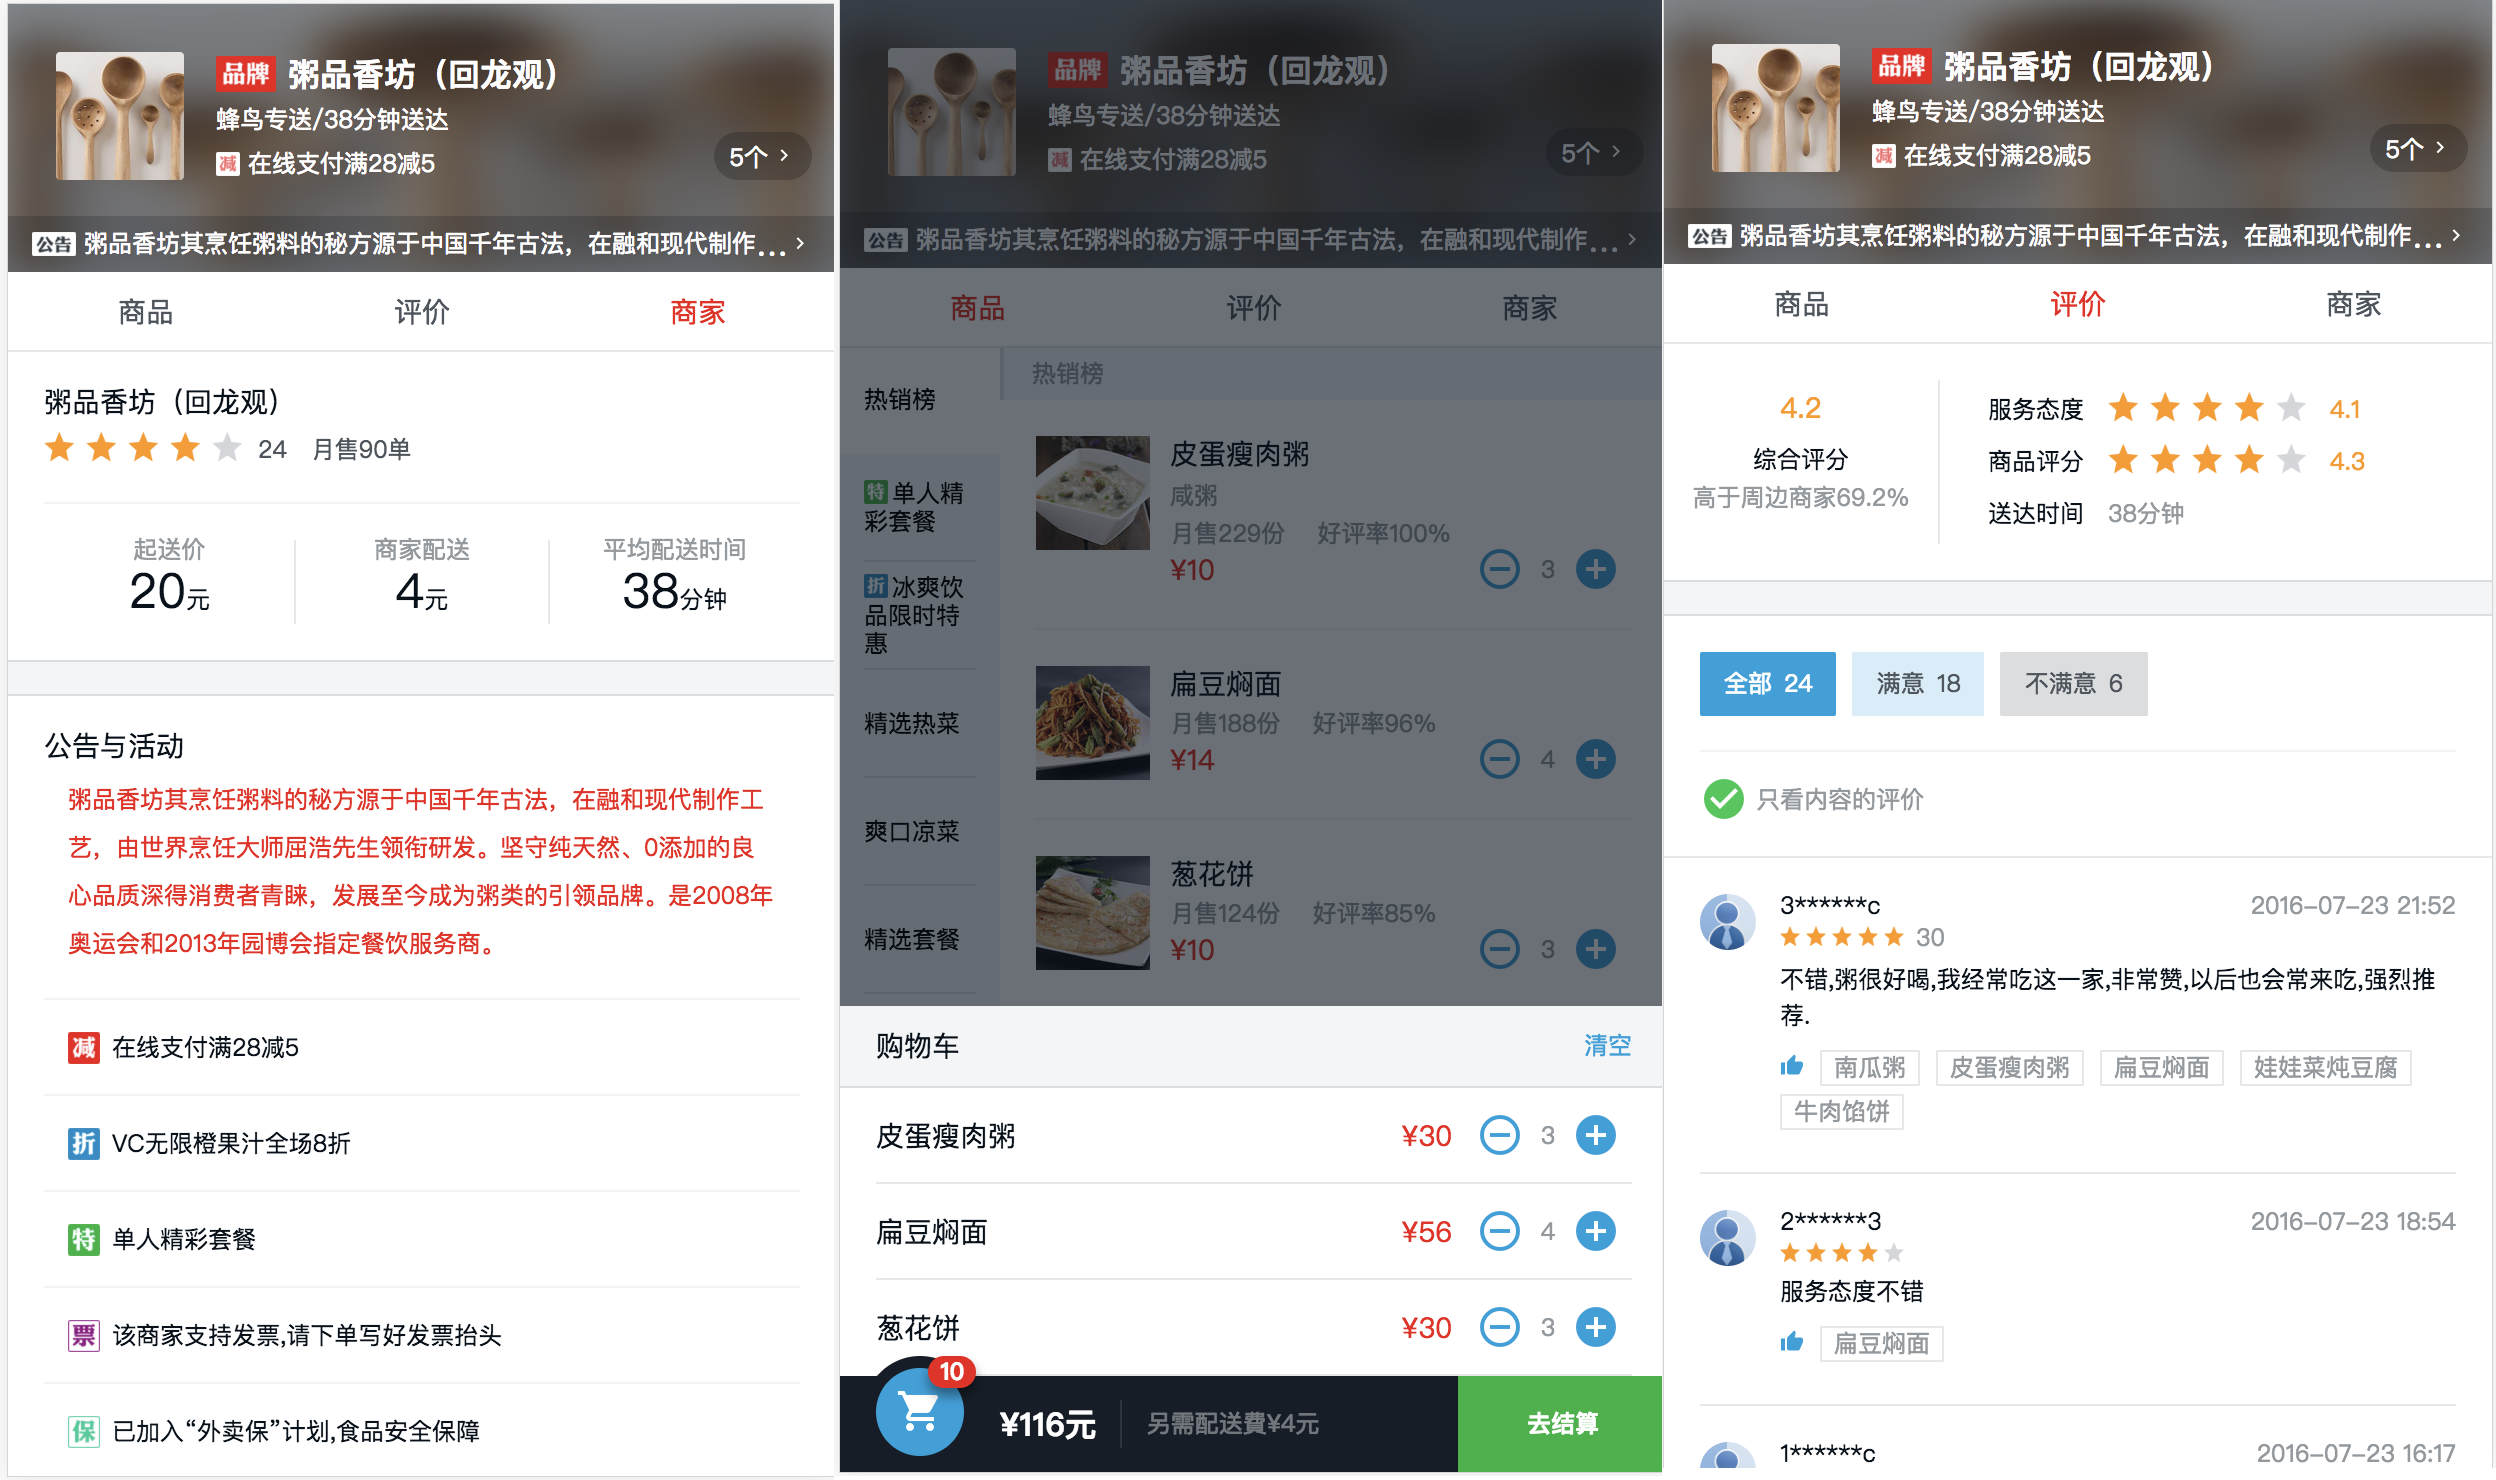 品牌 粥品香坊（回龙观）
蜂鸟专送/38分钟送达
减 在线支付满28减5
5个 >
公告 粥品香坊其烹饪粥料的秘方源于中国千年古法，在融和现代制作... >
商品 评价 商家
粥品香坊（回龙观）
24 月售90单
起送价 商家配送 平均配送时间
20元 4元 38分钟
公告与活动
粥品香坊其烹饪粥料的秘方源于中国千年古法，在融和现代制作工
艺，由世界烹饪大师屈浩先生领衔研发。坚守纯天然、0添加的良
心品质深得消费者青睐，发展至今成为粥类的引领品牌。是2008年
奥运会和2013年园博会指定餐饮服务商。
减 在线支付满28减5
折 VC无限橙果汁全场8折
特 单人精彩套餐
票 该商家支持发票,请下单写好发票抬头
保 已加入“外卖保”计划,食品安全保障
品牌 粥品香坊（回龙观）
蜂鸟专送/38分钟送达
减 在线支付满28减5
5个 >
公告 粥品香坊其烹饪粥料的秘方源于中国千年古法，在融和现代制作... >
商品 评价 商家
热销榜
特 单人精
彩套餐
折 冰爽饮
品限时特
惠
精选热菜
爽口凉菜
精选套餐
热销榜
皮蛋瘦肉粥
咸粥
月售229份 好评率100%
¥10 3
扁豆焖面
月售188份 好评率96%
¥14 4
葱花饼
月售124份 好评率85%
¥10 3
购物车 清空
皮蛋瘦肉粥 ¥30 3
扁豆焖面 ¥56 4
葱花饼 ¥30 3
10
¥116元 另需配送費¥4元 去结算
品牌 粥品香坊（回龙观）
蜂鸟专送/38分钟送达
减 在线支付满28减5
5个 >
公告 粥品香坊其烹饪粥料的秘方源于中国千年古法，在融和现代制作... >
商品 评价 商家
4.2
综合评分
高于周边商家69.2%
服务态度 4.1
商品评分 4.3
送达时间 38分钟
全部 24 满意 18 不满意 6
只看内容的评价
3******c 2016-07-23 21:52
30
不错,粥很好喝,我经常吃这一家,非常赞,以后也会常来吃,强烈推
荐.
南瓜粥 皮蛋瘦肉粥 扁豆焖面 娃娃菜炖豆腐
牛肉馅饼
2******3 2016-07-23 18:54
服务态度不错
扁豆焖面
1******c 2016-07-23 16:17